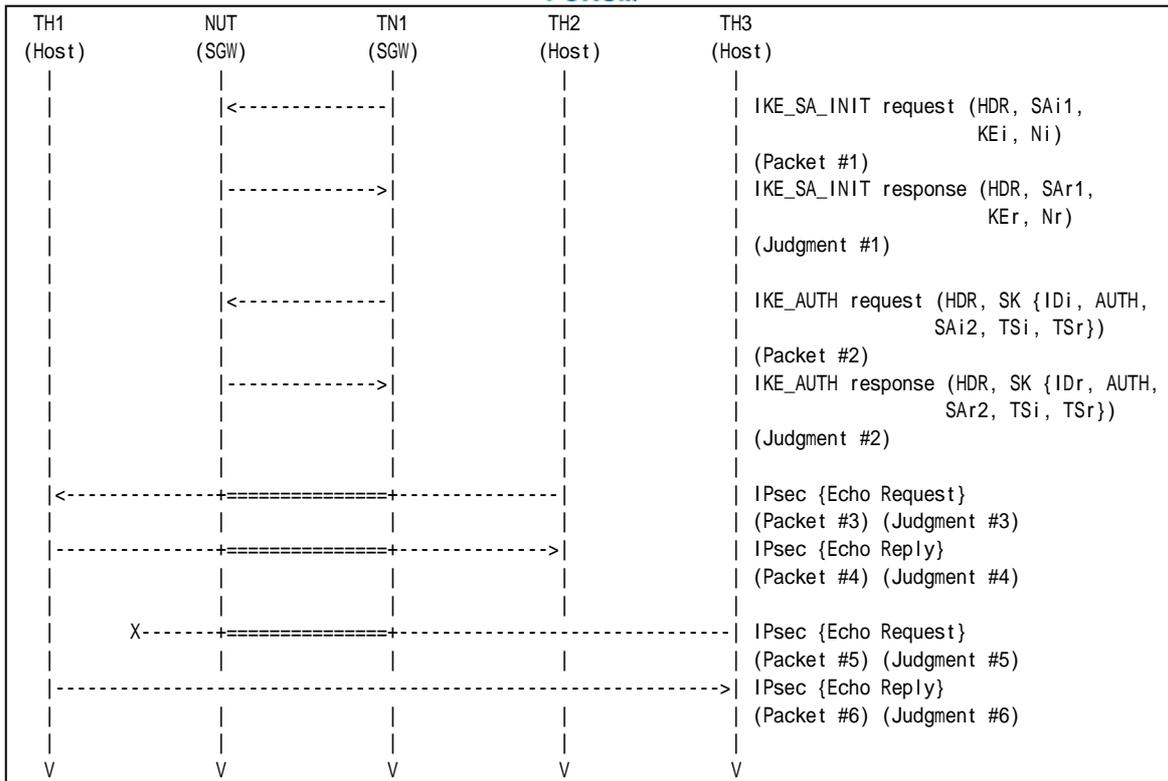 TH1 NUT TN1 TH2 TH3
(Host) (SGW) (SGW) (Host) (Host)
IKE_SA_INIT request (HDR, SAi1,
KEi, Ni)
(Packet #1)
IKE_SA_INIT response (HDR, SAr1,
KEr, Nr)
(Judgment #1)
IKE_AUTH request (HDR, SK {IDi, AUTH,
SAi2, TSi, TSr})
(Packet #2)
IKE_AUTH response (HDR, SK {IDr, AUTH,
SAr2, TSi, TSr})
(Judgment #2)
IPsec {Echo Request}
(Packet #3) (Judgment #3)
IPsec {Echo Reply}
(Packet #4) (Judgment #4)
X IPsec {Echo Request}
(Packet #5) (Judgment #5)
IPsec {Echo Reply}
(Packet #6) (Judgment #6)
V V V V V